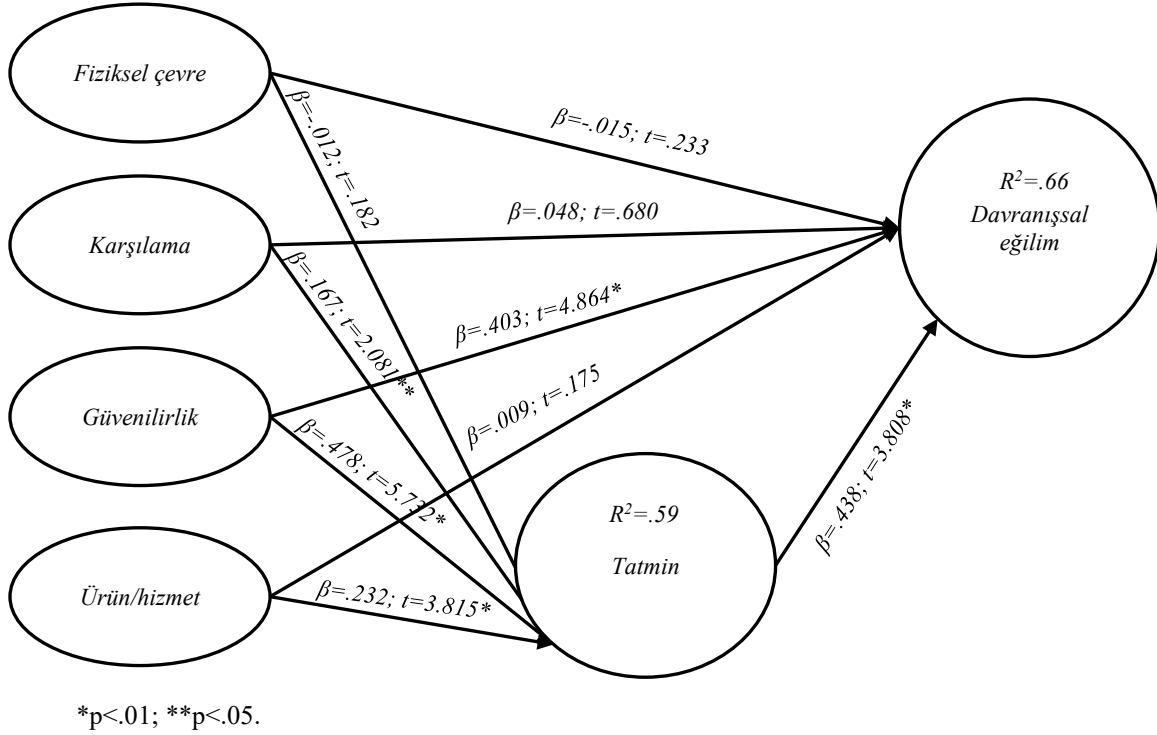 Fiziksel çevre
β=-.015; t=.233
β=-.012; t=.182
R²=.66
Davranışsal
eğilim
Karşılama
β=.048; t=.680
β=.167; t=2.081**
β=.403; t=4.864*
Güvenilirlik
β=.009; t=.175
β=.478; t=5.732*
β=.438; t=3.808*
R²=.59
Tatmin
Ürün/hizmet
β=.232; t=3.815*
*p<.01; **p<.05.